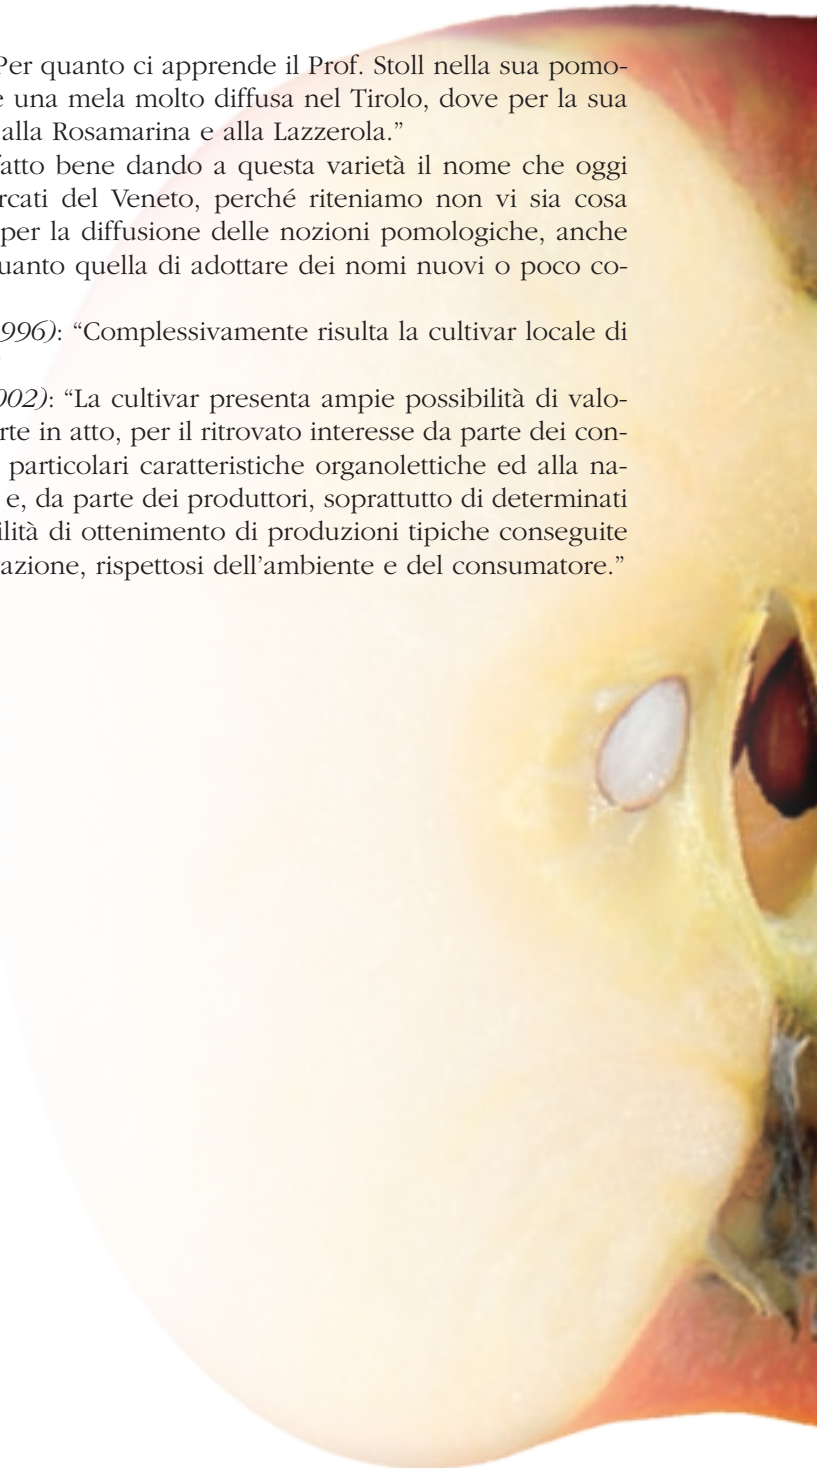 Per quanto ci apprende il Prof. Stoll nella sua pomo-
e una mela molto diffusa nel Tirolo, dove per la sua
alla Rosamarina e alla Lazzerola.”
fatto bene dando a questa varietà il nome che oggi
rcati del Veneto, perché riteniamo non vi sia cosa
per la diffusione delle nozioni pomologiche, anche
uanto quella di adottare dei nomi nuovi o poco co-
996): “Complessivamente risulta la cultivar locale di
002): “La cultivar presenta ampie possibilità di valo-
rte in atto, per il ritrovato interesse da parte dei con-
particolari caratteristiche organolettiche ed alla na-
e, da parte dei produttori, soprattutto di determinati
ilità di ottenimento di produzioni tipiche conseguite
azione, rispettosi dell’ambiente e del consumatore.”